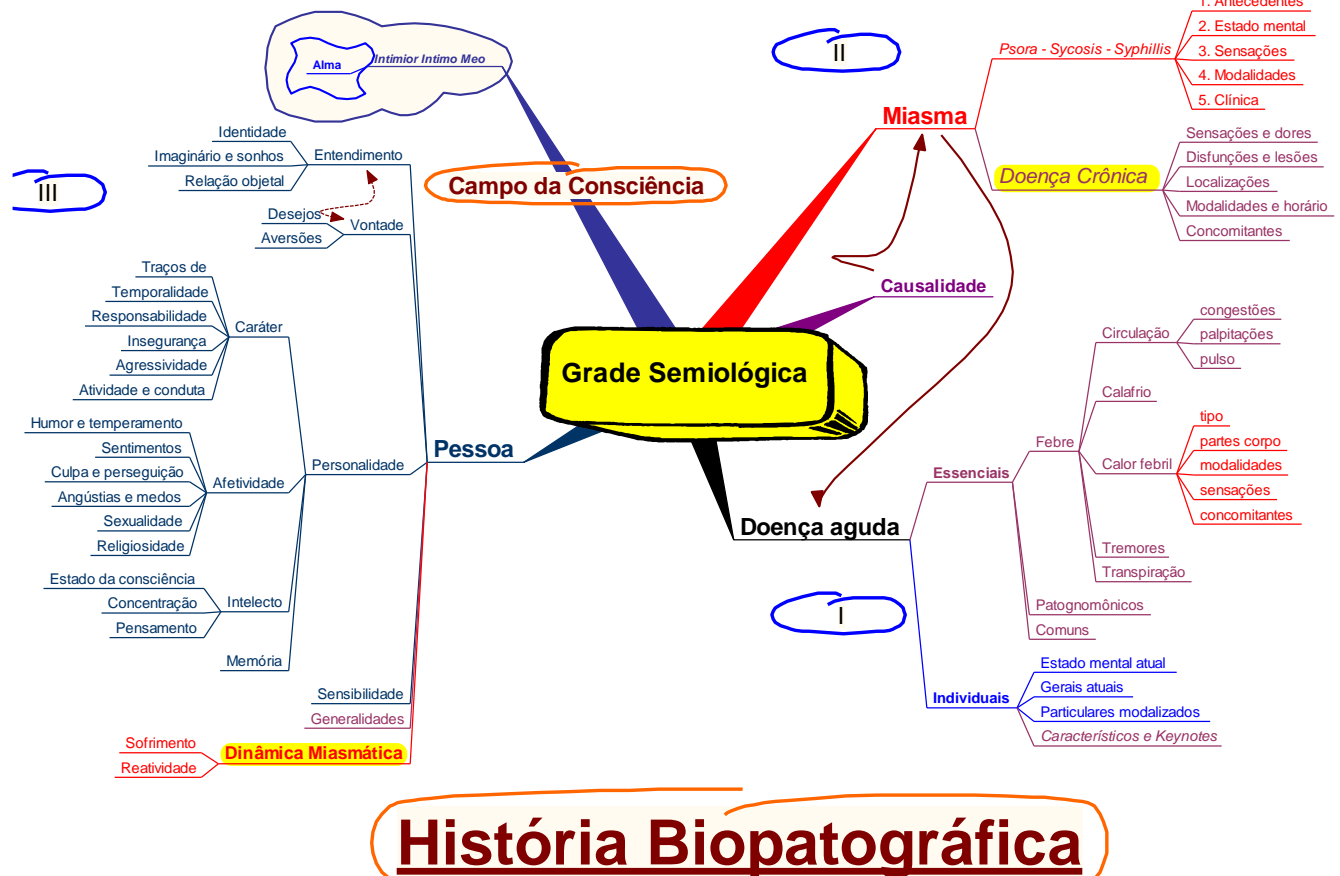 Intimior Intimo Meo
Alma
Campo da Consciência
III
Identidade
Imaginário e sonhos
Relação objetal
Entendimento
Desejos
Aversões
Vontade
Traços de
Temporalidade
Responsabilidade
Insegurança
Agressividade
Atividade e conduta
Caráter
Humor e temperamento
Sentimentos
Culpa e perseguição
Angústias e medos
Sexualidade
Religiosidade
Afetividade
Personalidade
Estado da consciência
Concentração
Pensamento
Intelecto
Memória
Pessoa
Sensibilidade
Generalidades
Sofrimento
Reatividade
Dinâmica Miasmática
Grade Semiológica
II
Miasma
Psora - Sycosis - Syphillis
1. Antecedentes
2. Estado mental
3. Sensações
4. Modalidades
5. Clínica
Doença Crônica
Sensações e dores
Disfunções e lesões
Localizações
Modalidades e horário
Concomitantes
Causalidade
Doença aguda
I
Essenciais
Febre
Circulação
congestões
palpitações
pulso
Calafrio
Calor febril
tipo
partes corpo
modalidades
sensações
concomitantes
Tremores
Transpiração
Patognomônicos
Comuns
Individuais
Estado mental atual
Gerais atuais
Particulares modalizados
Característicos e Keynotes
História Biopatográfica